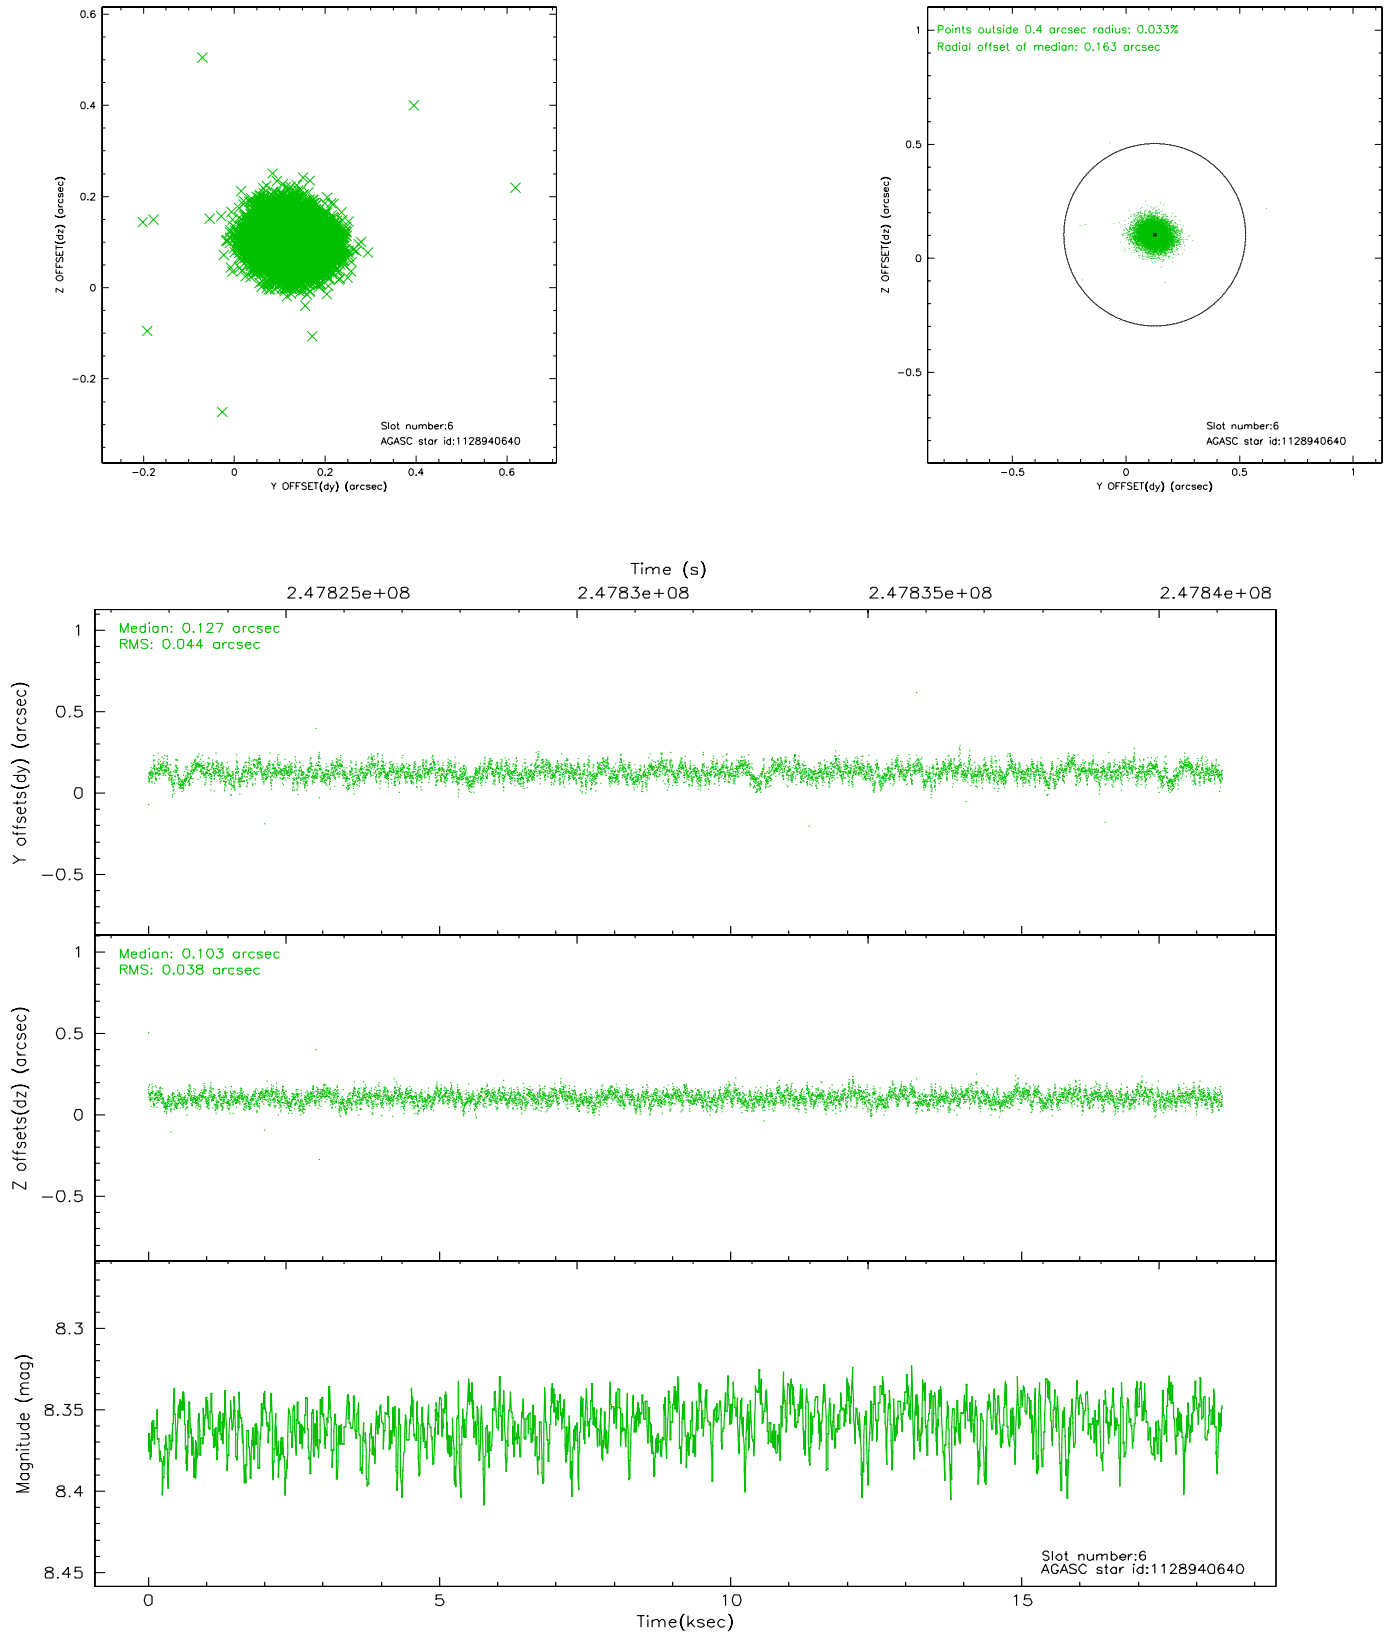 0.6
0.4
0.2
0
−0.2
Z OFFSET(dz) (arcsec)
Slot number:6
AGASC star id:1128940640
−0.2 0 0.2 0.4 0.6
Y OFFSET(dy) (arcsec)
Points outside 0.4 arcsec radius: 0.033%
Radial offset of median: 0.163 arcsec
1
0.5
0
−0.5
Z OFFSET(dz) (arcsec)
Slot number:6
AGASC star id:1128940640
−0.5 0 0.5 1
Y OFFSET(dy) (arcsec)
Time (s)
2.47825e+08 2.4783e+08 2.47835e+08 2.4784e+08
Median: 0.127 arcsec
RMS: 0.044 arcsec
1
0.5
0
−0.5
Y offsets(dy) (arcsec)
Median: 0.103 arcsec
RMS: 0.038 arcsec
1
0.5
0
−0.5
Z offsets(dz) (arcsec)
8.3
8.35
8.4
8.45
Magnitude (mag)
Slot number:6
AGASC star id:1128940640
0 5 10 15
Time(ksec)